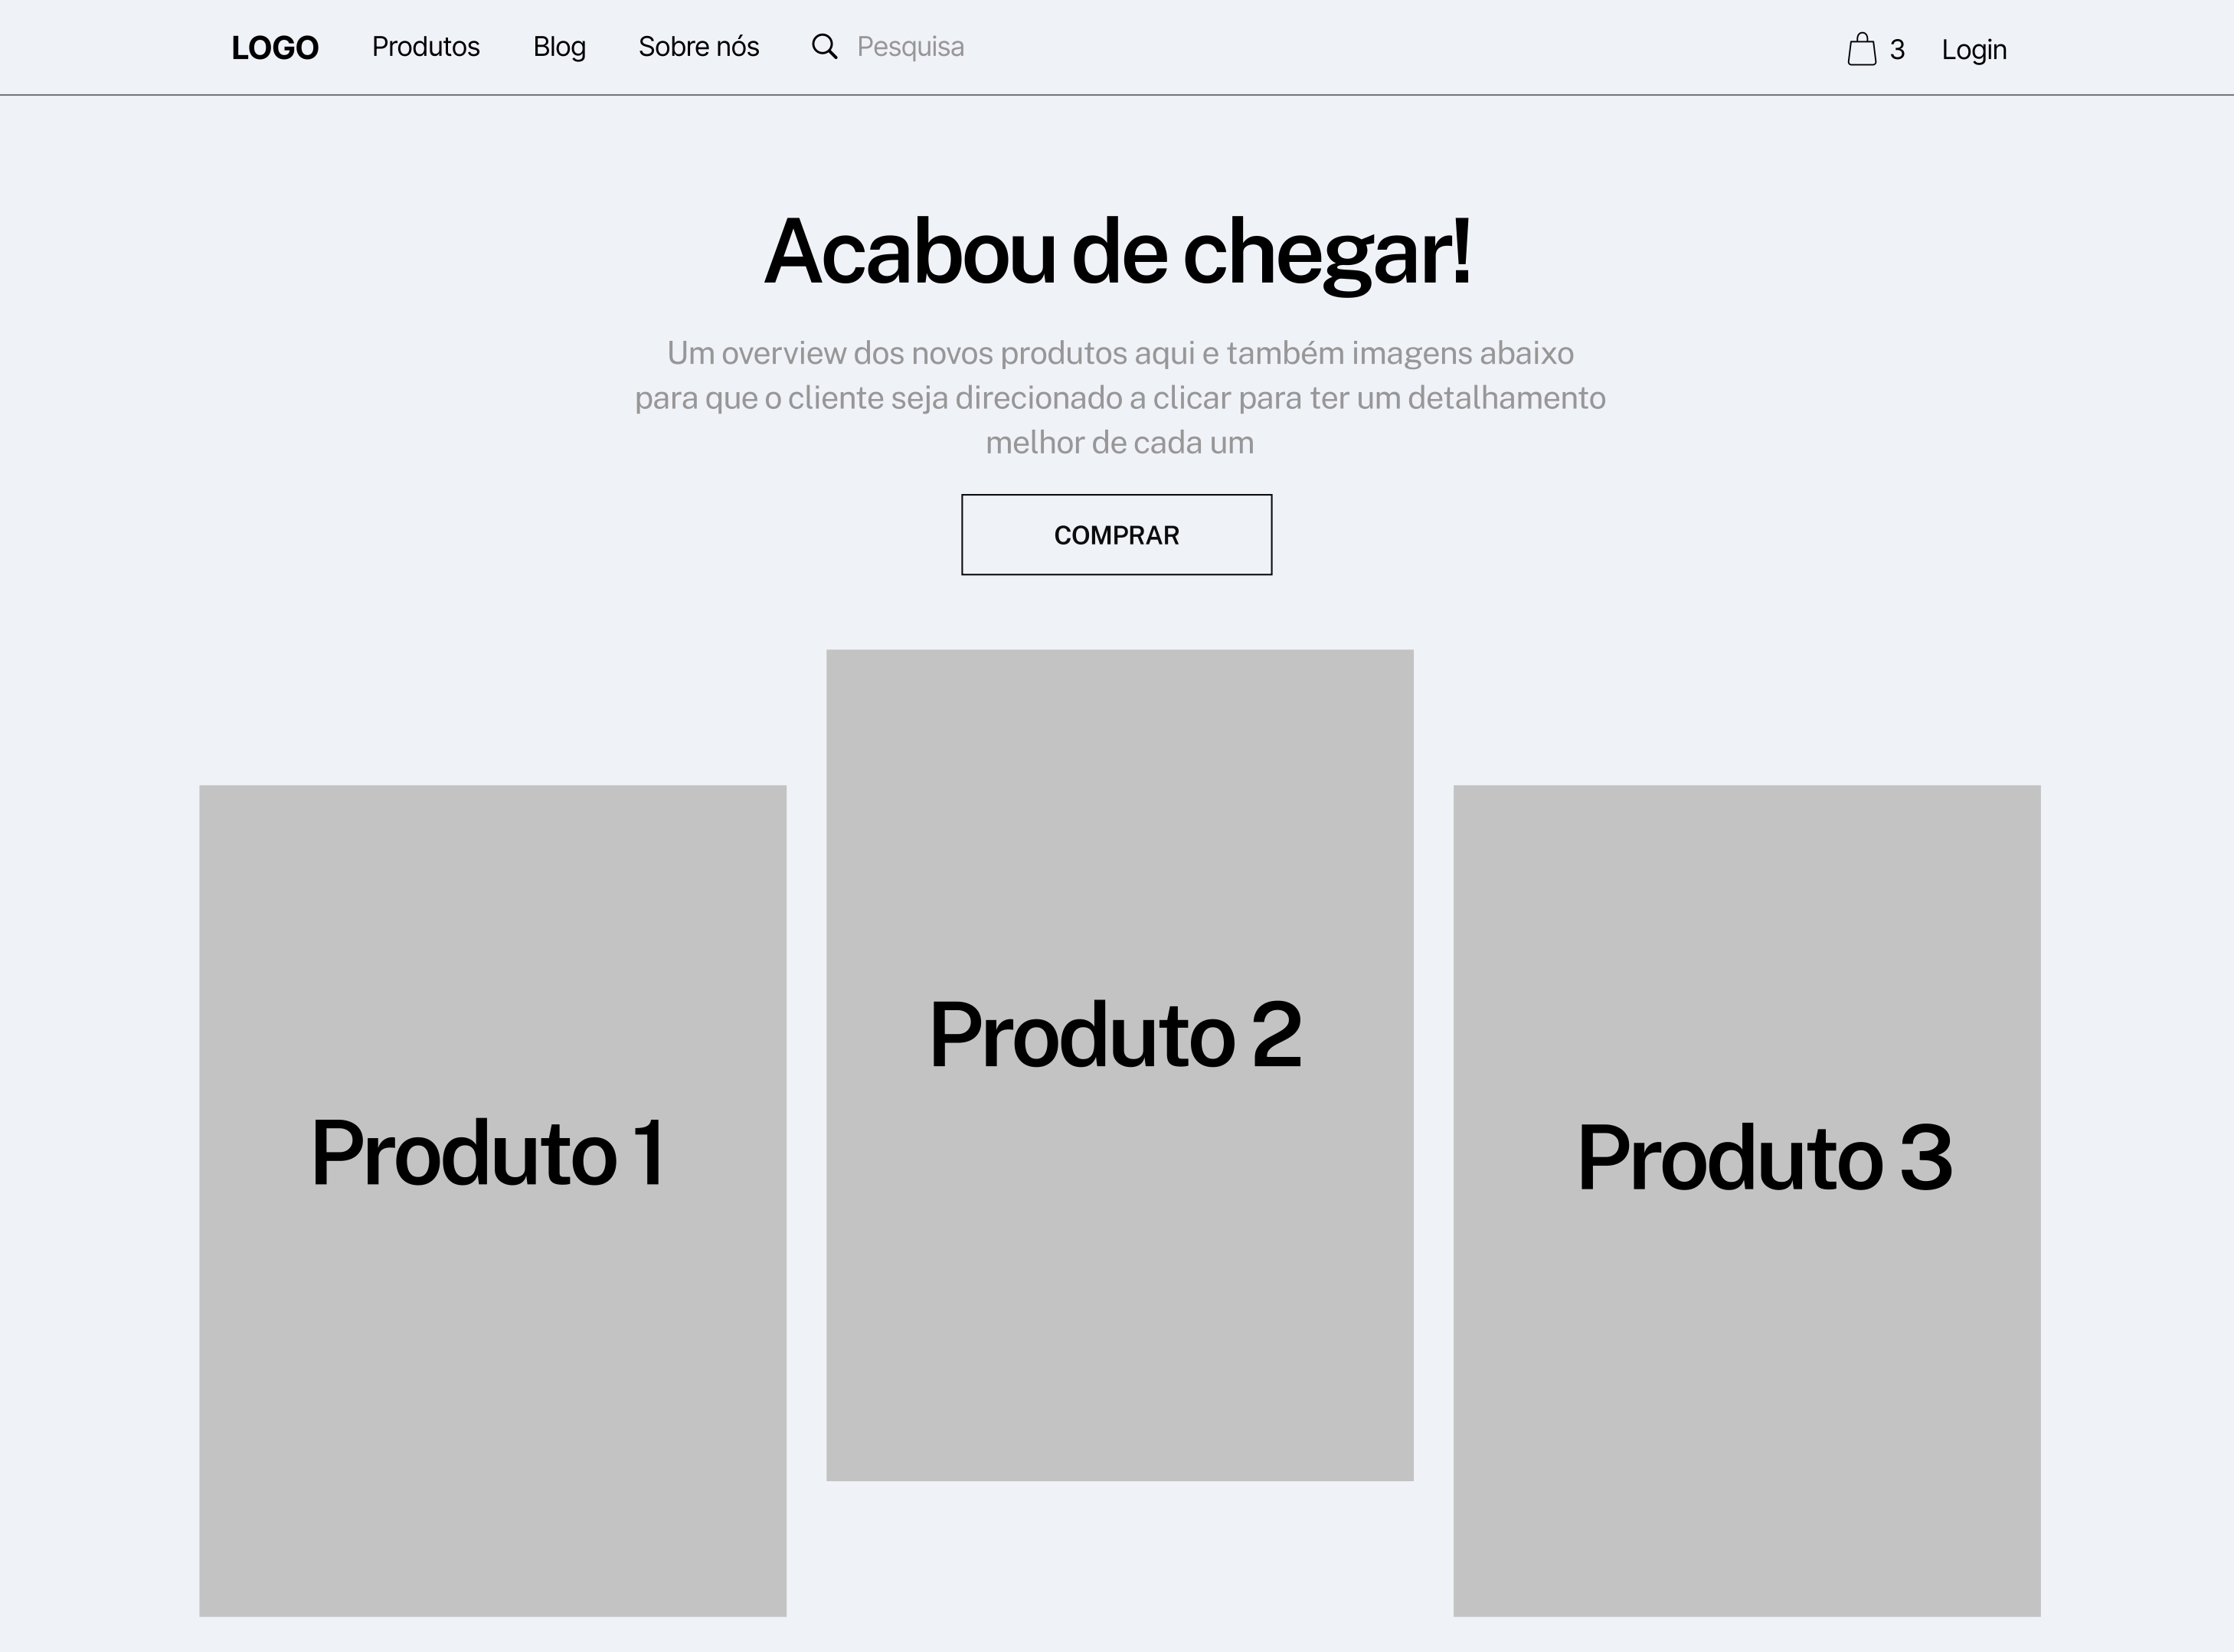 LOGO
Produtos
Blog
Sobre nós
Pesquisa
3
Login
Acabou de chegar!
Um overview dos novos produtos aqui e também imagens abaixo
para que o cliente seja direcionado a clicar para ter um detalhamento
melhor de cada um
COMPRAR
Produto 1
Produto 2
Produto 3